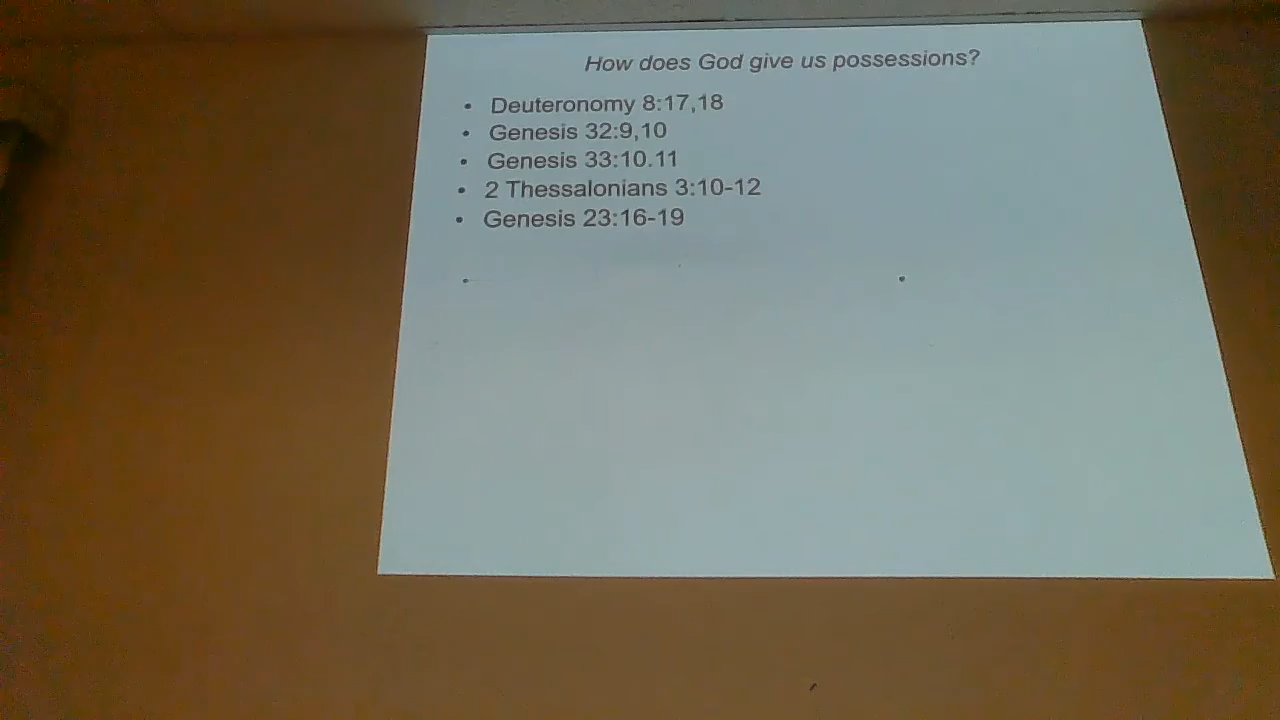 How does God give us possessions?
• Deuteronomy 8:17,18
• Genesis 32:9,10
• Genesis 33:10.11
• 2 Thessalonians 3:10-12
• Genesis 23:16-19